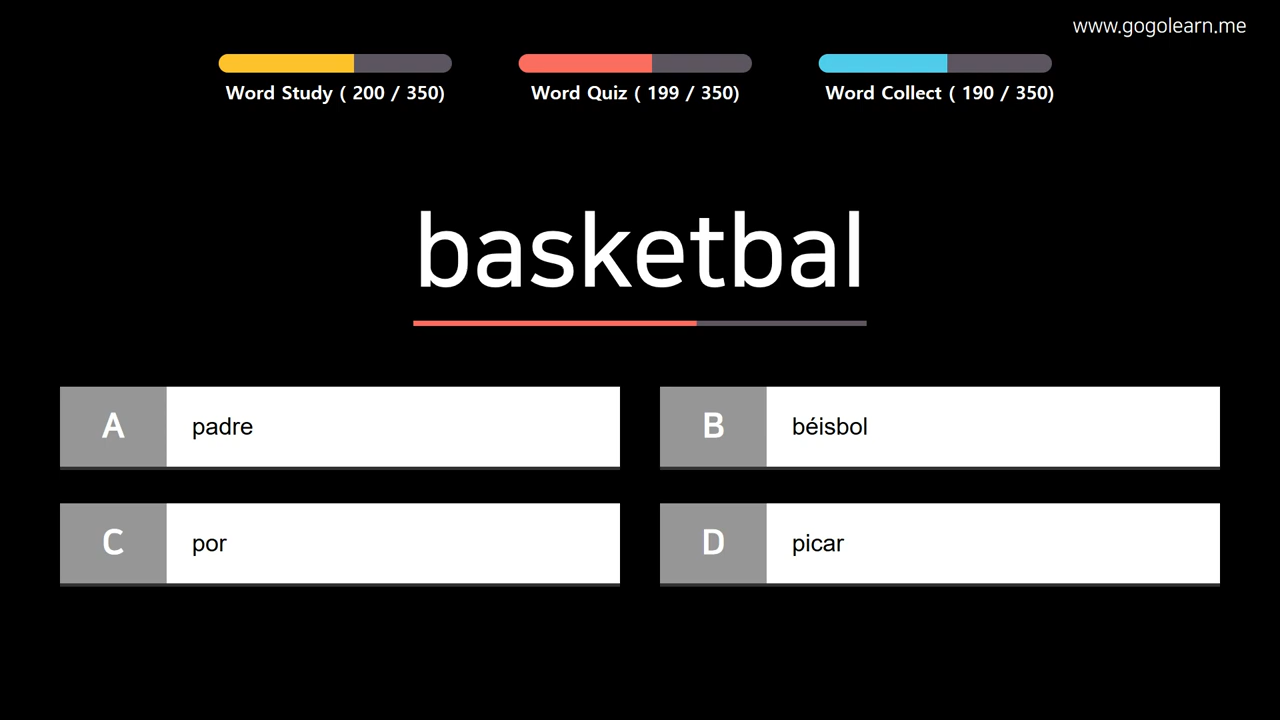 www.gogolearn.me
Word Study ( 200 / 350)
Word Quiz ( 199 / 350)
Word Collect ( 190 / 350)
basketbal
A padre
B béisbol
C por
D picar